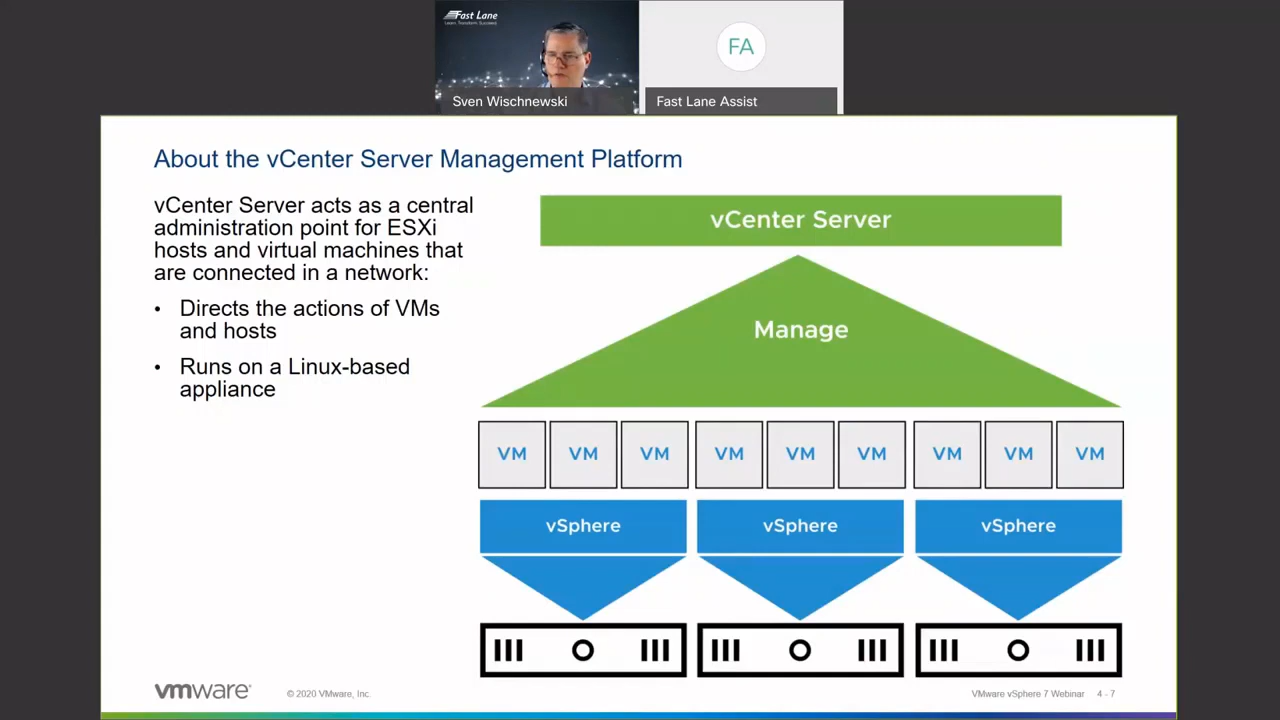 Fast Lane
FA
Sven Wischnewski
Fast Lane Assist
About the vCenter Server Management Platform
vCenter Server acts as a central
administration point for ESXi
hosts and virtual machines that
are connected in a network:
• Directs the actions of VMs
and hosts
• Runs on a Linux-based
appliance
vCenter Server
Manage
VM VM VM VM VM VM VM VM VM
vSphere vSphere vSphere
vmware®
© 2020 VMware, Inc.
VMware vSphere 7 Webinar 4 - 7